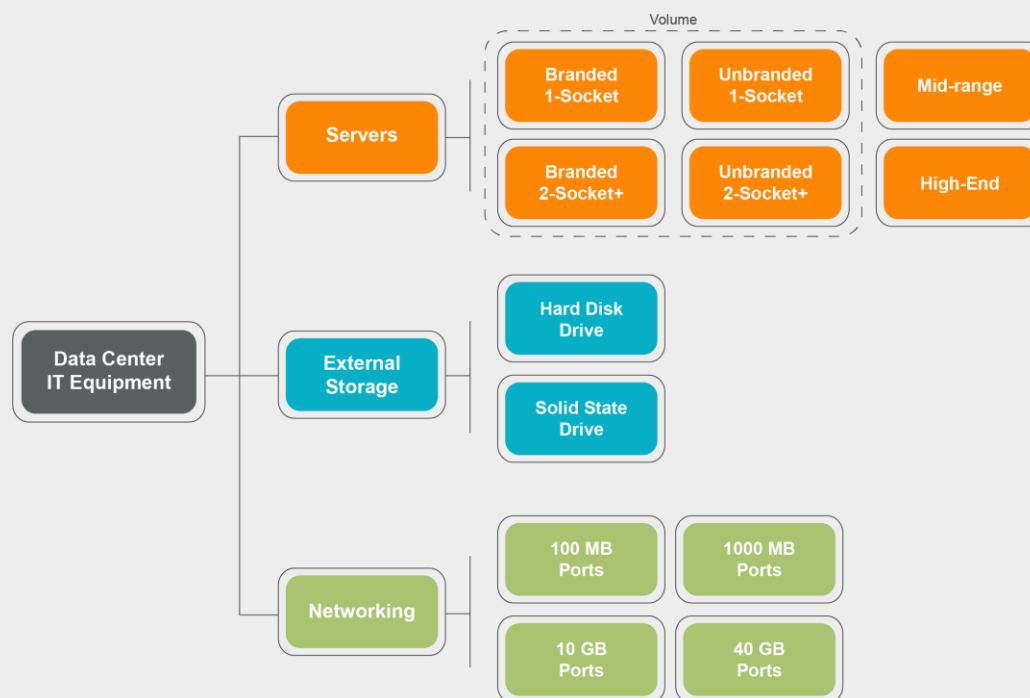 Volume
Branded
1-Socket
Unbranded
1-Socket
Mid-range
Servers
Branded
2-Socket+
Unbranded
2-Socket+
High-End
Hard Disk
Drive
Data Center
IT Equipment
External
Storage
Solid State
Drive
100 MB
Ports
1000 MB
Ports
Networking
10 GB
Ports
40 GB
Ports